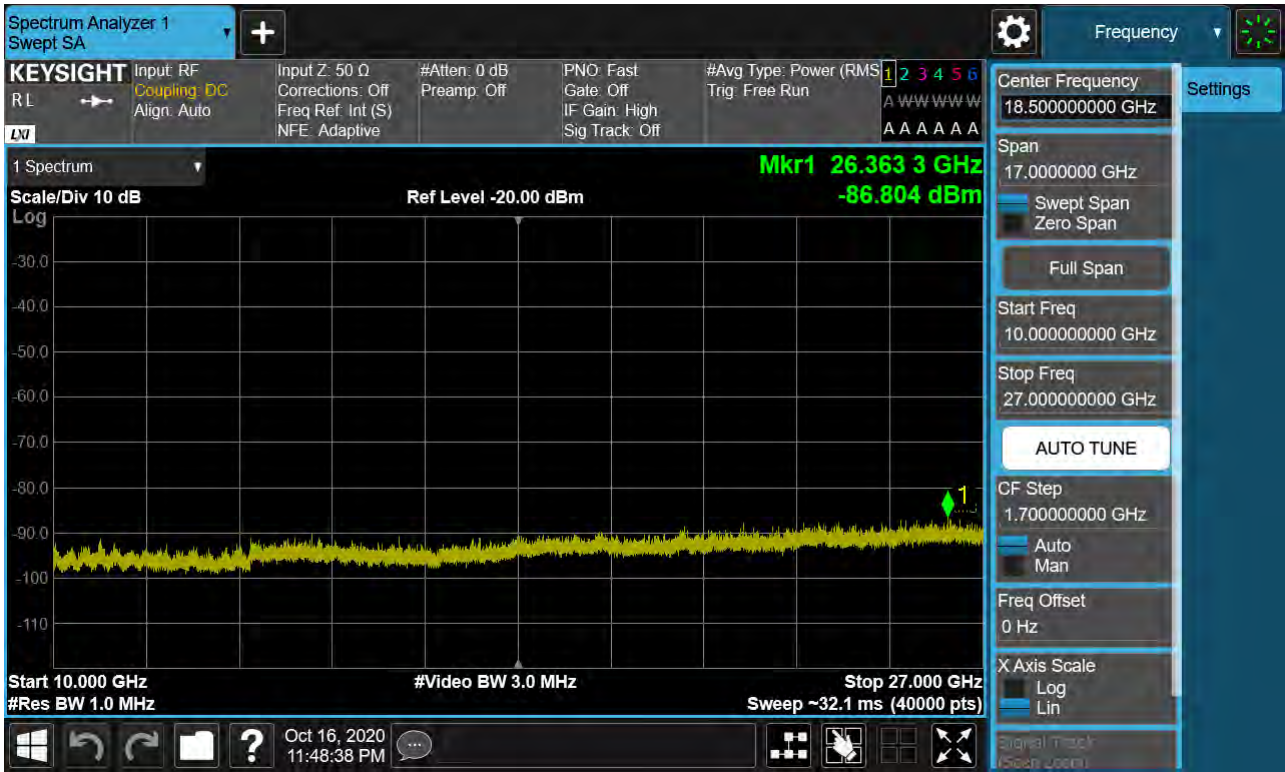 Spectrum Analyzer 1
Swept SA
+
Frequency
KEYSIGHT
RL
LXI
Input: RF
Coupling: DC
Align: Auto
Input Z: 50 Ω
Corrections: Off
Freq Ref: Int (S)
NFE: Adaptive
#Atten: 0 dB
Preamp: Off
PNO: Fast
Gate: Off
IF Gain: High
Sig Track: Off
#Avg Type: Power (RMS
Trig: Free Run
1 2 3 4 5 6
A W W W W W
A A A A A A
1 Spectrum
Mkr1 26.363 3 GHz
Scale/Div 10 dB
Ref Level -20.00 dBm
-86.804 dBm
Log
-30.0
-40.0
-50.0
-60.0
-70.0
-80.0
-90.0
-100
-110
1
Start 10.000 GHz
#Video BW 3.0 MHz
Stop 27.000 GHz
#Res BW 1.0 MHz
Sweep ~32.1 ms (40000 pts)
Center Frequency
18.500000000 GHz
Settings
Span
17.0000000 GHz
Swept Span
Zero Span
Full Span
Start Freq
10.000000000 GHz
Stop Freq
27.000000000 GHz
AUTO TUNE
CF Step
1.700000000 GHz
Auto
Man
Freq Offset
0 Hz
X Axis Scale
Log
Lin
Signal Track
(Span Zoom)
?
Oct 16, 2020
11:48:38 PM